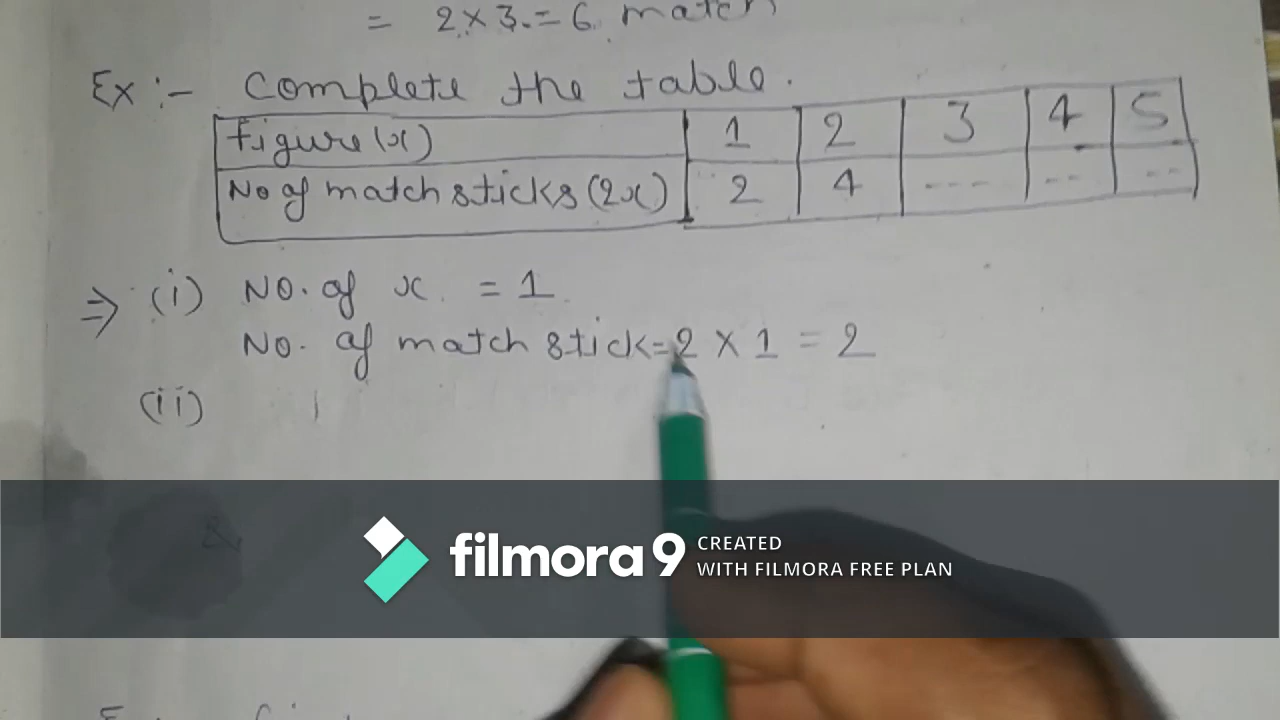 = 2 × 3 = 6 match
Ex :- Complete the table.
figure (x) 1 2 3 4 5
No of match sticks (2x) 2 4 --- -- --
⇒ (i) No. of x = 1
No. of match stick = 2 × 1 = 2
(ii)
filmora 9 CREATED
WITH FILMORA FREE PLAN